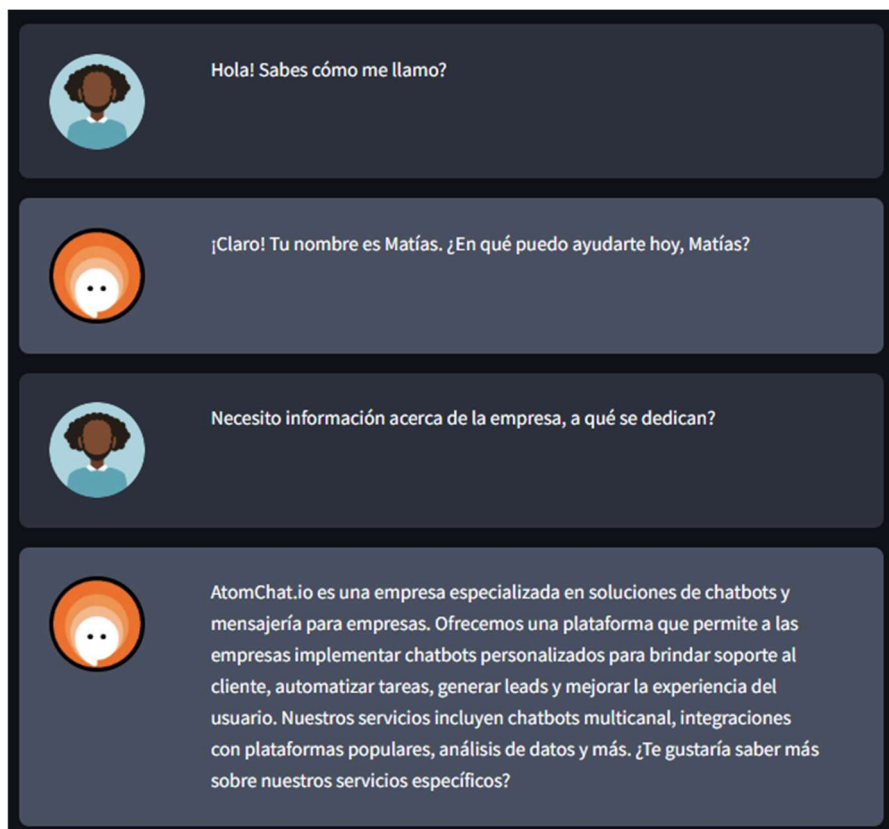 Hola! Sabes cómo me llamo?
¡Claro! Tu nombre es Matías. ¿En qué puedo ayudarte hoy, Matías?
Necesito información acerca de la empresa, a qué se dedican?
AtomChat.io es una empresa especializada en soluciones de chatbots y
mensajería para empresas. Ofrecemos una plataforma que permite a las
empresas implementar chatbots personalizados para brindar soporte al
cliente, automatizar tareas, generar leads y mejorar la experiencia del
usuario. Nuestros servicios incluyen chatbots multicanal, integraciones
con plataformas populares, análisis de datos y más. ¿Te gustaría saber más
sobre nuestros servicios específicos?